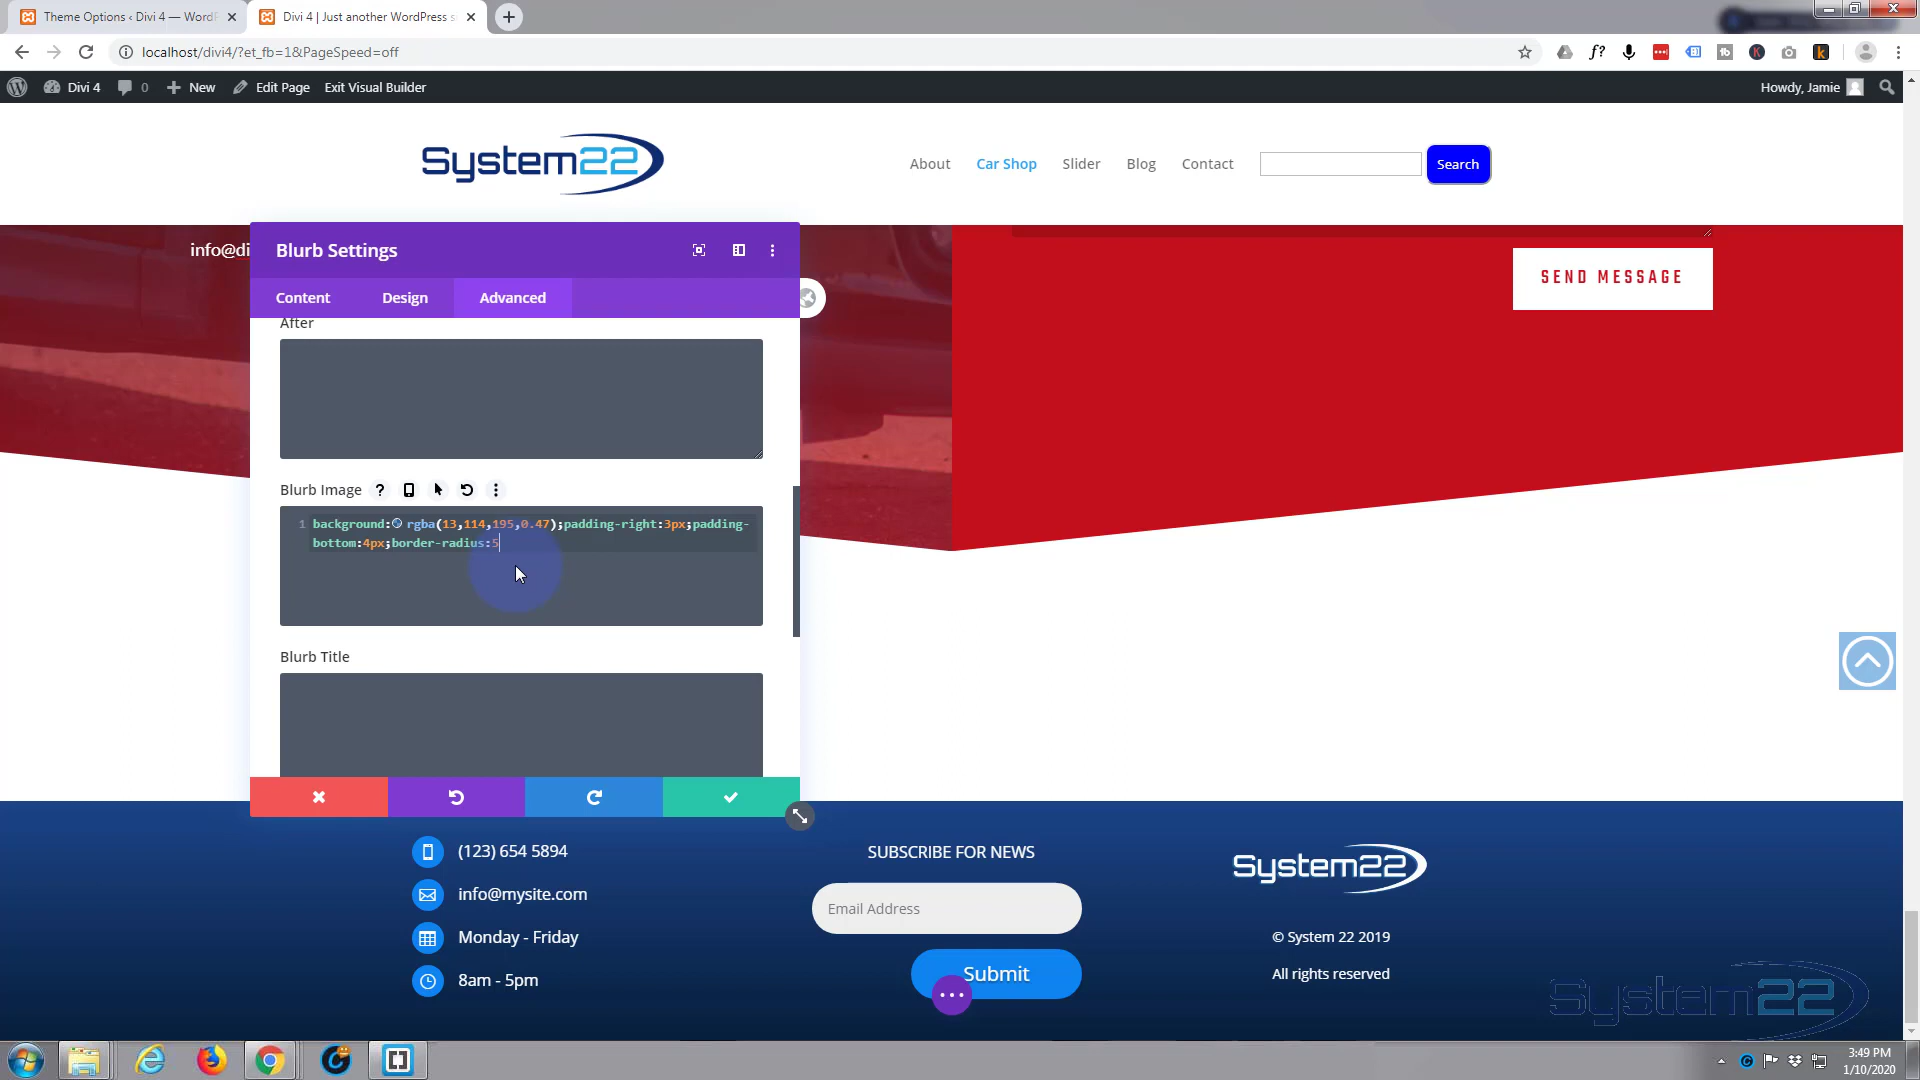 Theme Options ‹ Divi 4 — WordP
Divi 4 | Just another WordPress s
localhost/divi4/?et_fb=1&PageSpeed=off
Divi 4
0
New
Edit Page
Exit Visual Builder
Howdy, Jamie
System22
About
Car Shop
Slider
Blog
Contact
Search
info@di
SEND MESSAGE
Blurb Settings
Content
Design
Advanced
After
Blurb Image
1
background: rgba(13,114,195,0.47);padding-right:3px;padding-
bottom:4px;border-radius:5
Blurb Title
(123) 654 5894
info@mysite.com
Monday - Friday
8am - 5pm
SUBSCRIBE FOR NEWS
Email Address
Submit
System22
© System 22 2019
All rights reserved
System22
3:49 PM
1/10/2020